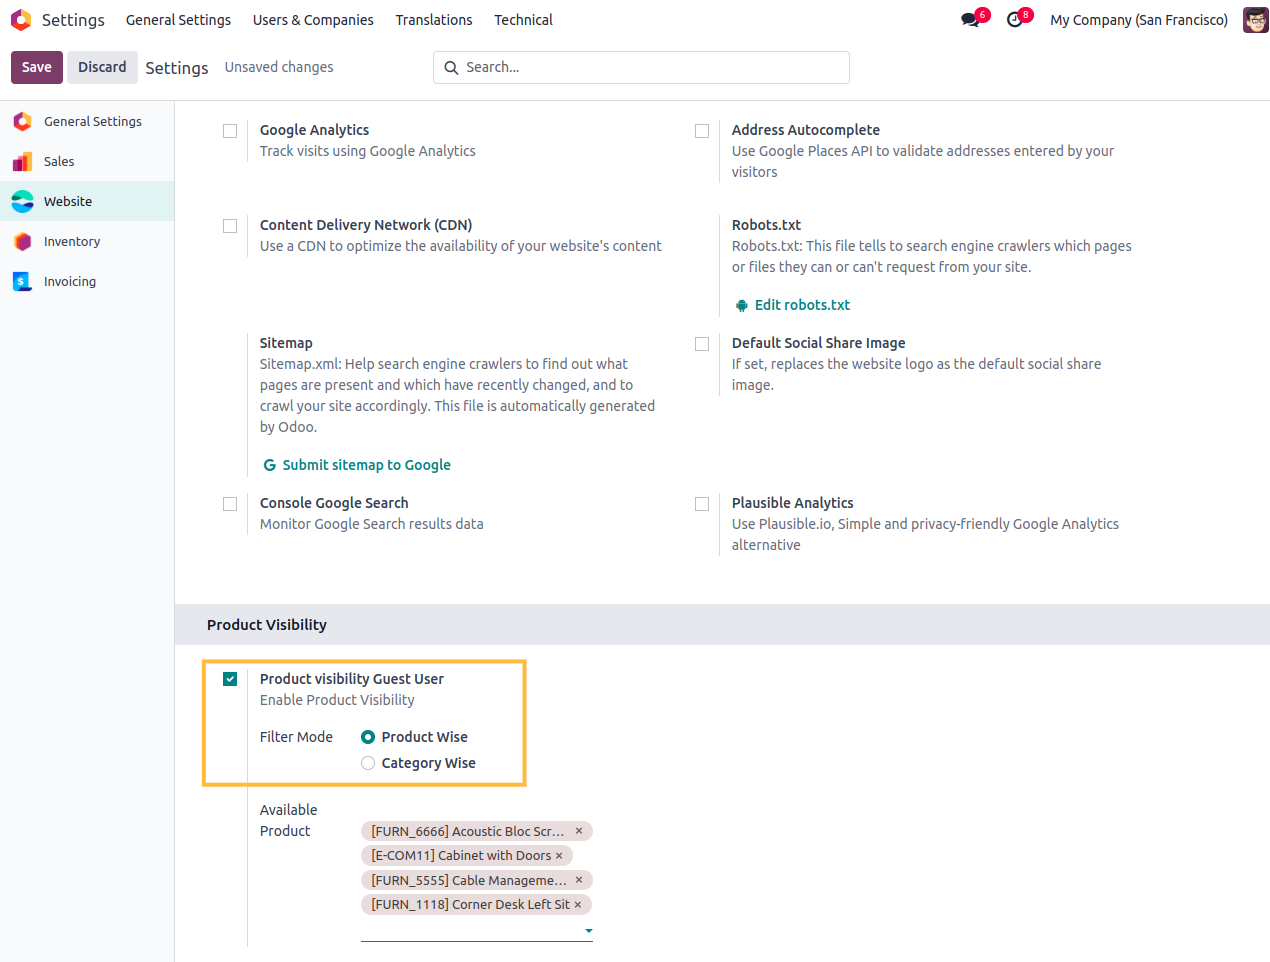 Settings General Settings Users & Companies Translations Technical 6 8 My Company (San Francisco)
Save Discard Settings Unsaved changes Search...
General Settings
Sales
Website
Inventory
Invoicing
Google Analytics
Track visits using Google Analytics
Address Autocomplete
Use Google Places API to validate addresses entered by your
visitors
Content Delivery Network (CDN)
Use a CDN to optimize the availability of your website's content
Robots.txt
Robots.txt: This file tells to search engine crawlers which pages
or files they can or can't request from your site.
Edit robots.txt
Sitemap
Sitemap.xml: Help search engine crawlers to find out what
pages are present and which have recently changed, and to
crawl your site accordingly. This file is automatically generated
by Odoo.
G Submit sitemap to Google
Default Social Share Image
If set, replaces the website logo as the default social share
image.
Console Google Search
Monitor Google Search results data
Plausible Analytics
Use Plausible.io, Simple and privacy-friendly Google Analytics
alternative
Product Visibility
Product visibility Guest User
Enable Product Visibility
Filter Mode Product Wise
Category Wise
Available
Product
[FURN_6666] Acoustic Bloc Scr... ×
[E-COM11] Cabinet with Doors ×
[FURN_5555] Cable Manageme... ×
[FURN_1118] Corner Desk Left Sit ×